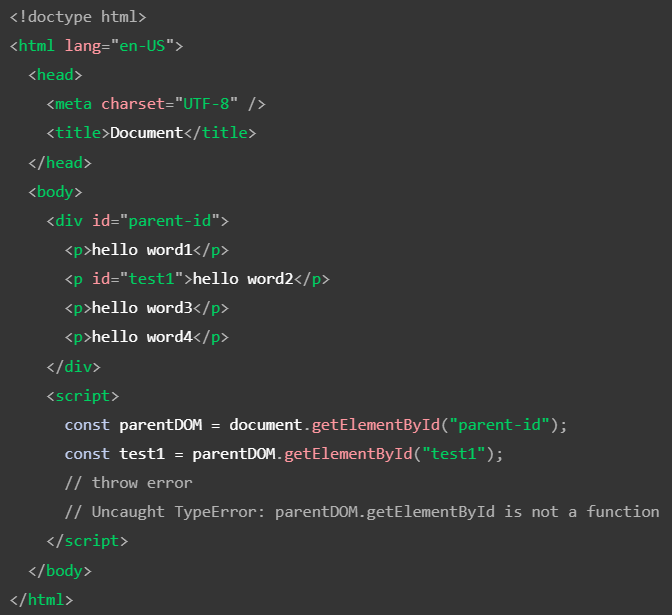 <!doctype html>
<html lang="en-US">
  <head>
    <meta charset="UTF-8" />
    <title>Document</title>
  </head>
  <body>
    <div id="parent-id">
      <p>hello word1</p>
      <p id="test1">hello word2</p>
      <p>hello word3</p>
      <p>hello word4</p>
    </div>
    <script>
      const parentDOM = document.getElementById("parent-id");
      const test1 = parentDOM.getElementById("test1");
      // throw error
      // Uncaught TypeError: parentDOM.getElementById is not a function
    </script>
  </body>
</html>